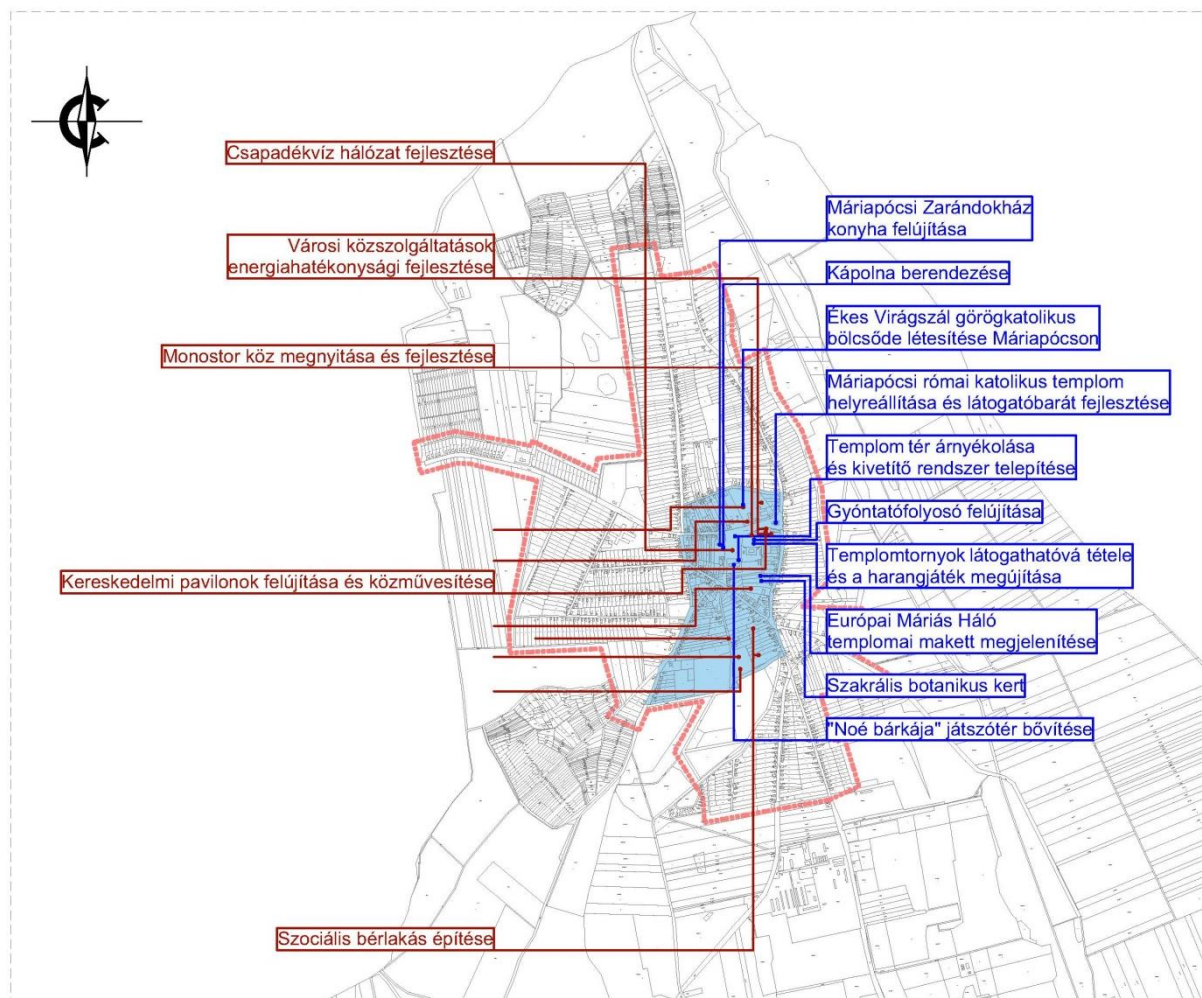 Csapadékvíz hálózat fejlesztése
Városi közszolgáltatások
energiahatékonysági fejlesztése
Monostor köz megnyitása és fejlesztése
Kereskedelmi pavilonok felújítása és közművesítése
Szociális bérlakás építése
Máriapócsi Zarándokház
konyha felújítása
Kápolna berendezése
Ékes Virágszál görögkatolikus
bölcsőde létesítése Máriapócson
Máriapócsi római katolikus templom
helyreállítása és látogatóbarát fejlesztése
Templom tér árnyékolása
és kivetítő rendszer telepítése
Gyóntatófolyosó felújítása
Templomtornyok látogathatóvá tétele
és a harangjáték megújítása
Európai Máriás Háló
templomai makett megjelenítése
Szakrális botanikus kert
"Noé bárkája" játszótér bővítése